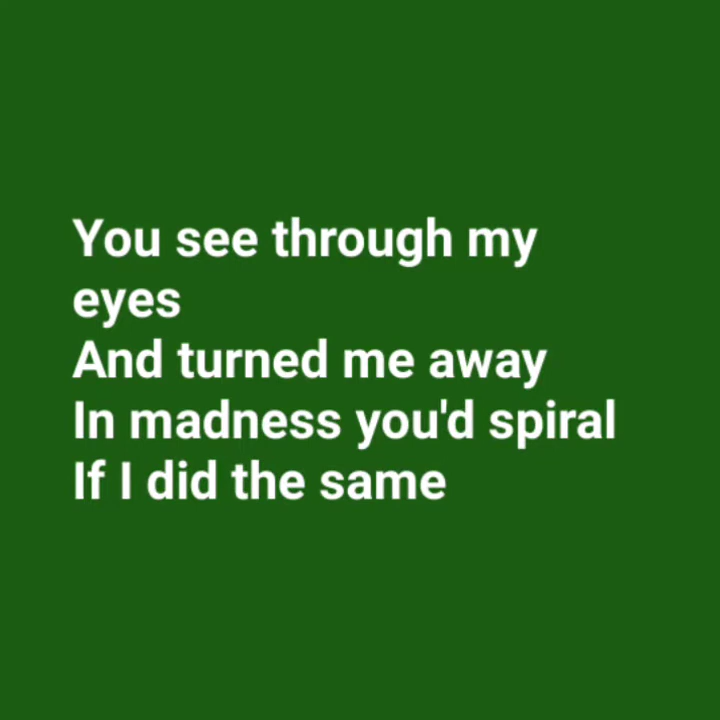 You see through my
eyes
And turned me away
In madness you'd spiral
If I did the same